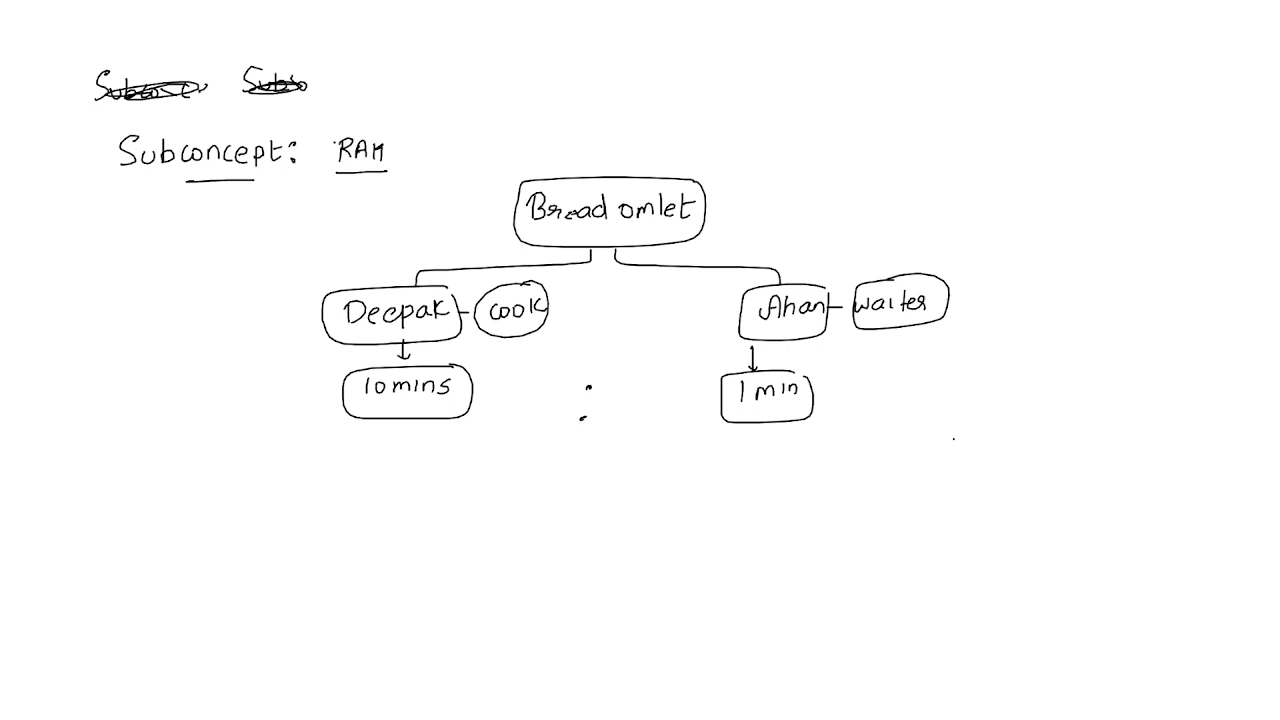 Subconcept: RAM
Bread omlet
Deepak - cook
Ahan - waiter
10 mins : 1 min